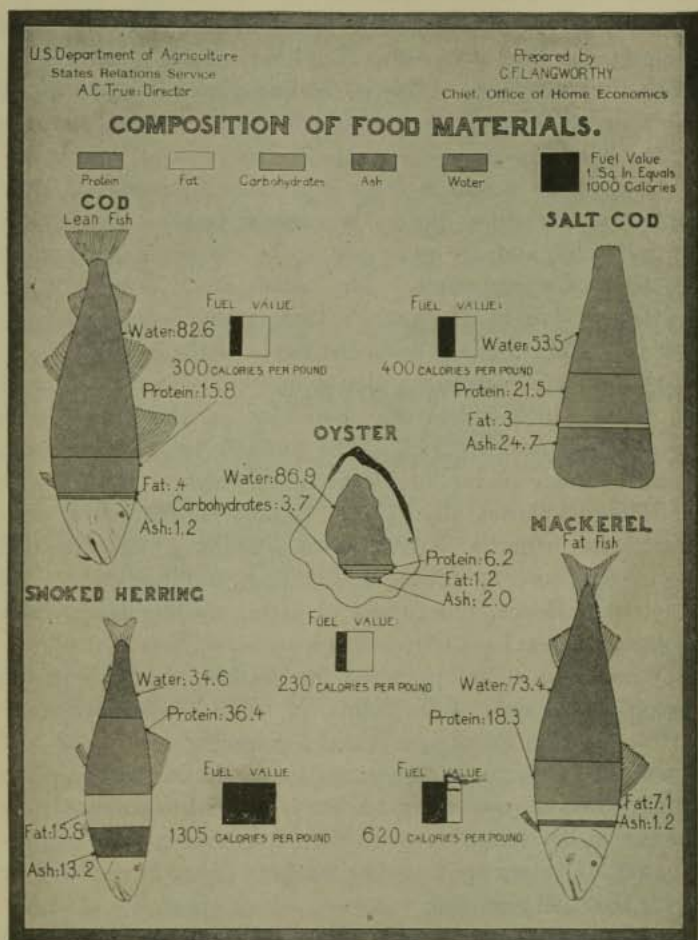 U.S. Department of Agriculture
States Relations Service
A.C. True: Director
Prepared by
C.F. LANGWORTHY
Chief, Office of Home Economics
COMPOSITION OF FOOD MATERIALS.
Protein
Fat
Carbohydrates
Ash
Water
Fuel Value
1 Sq. In. Equals
1000 Calories
COD
Lean Fish
Water: 82.6
Protein: 15.8
Fat: .4
Ash: 1.2
FUEL VALUE
300 CALORIES PER POUND
SALT COD
FUEL VALUE:
400 CALORIES PER POUND
Water: 53.5
Protein: 21.5
Fat: .3
Ash: 24.7
OYSTER
Water: 86.9
Carbohydrates: 3.7
Protein: 6.2
Fat: 1.2
Ash: 2.0
FUEL VALUE:
230 CALORIES PER POUND
SMOKED HERRING
Water: 34.6
Protein: 36.4
Fat: 15.8
Ash: 13.2
FUEL VALUE
1305 CALORIES PER POUND
MACKEREL
Fat Fish
Water: 73.4
Protein: 18.3
Fat: 7.1
Ash: 1.2
FUEL VALUE
620 CALORIES PER POUND